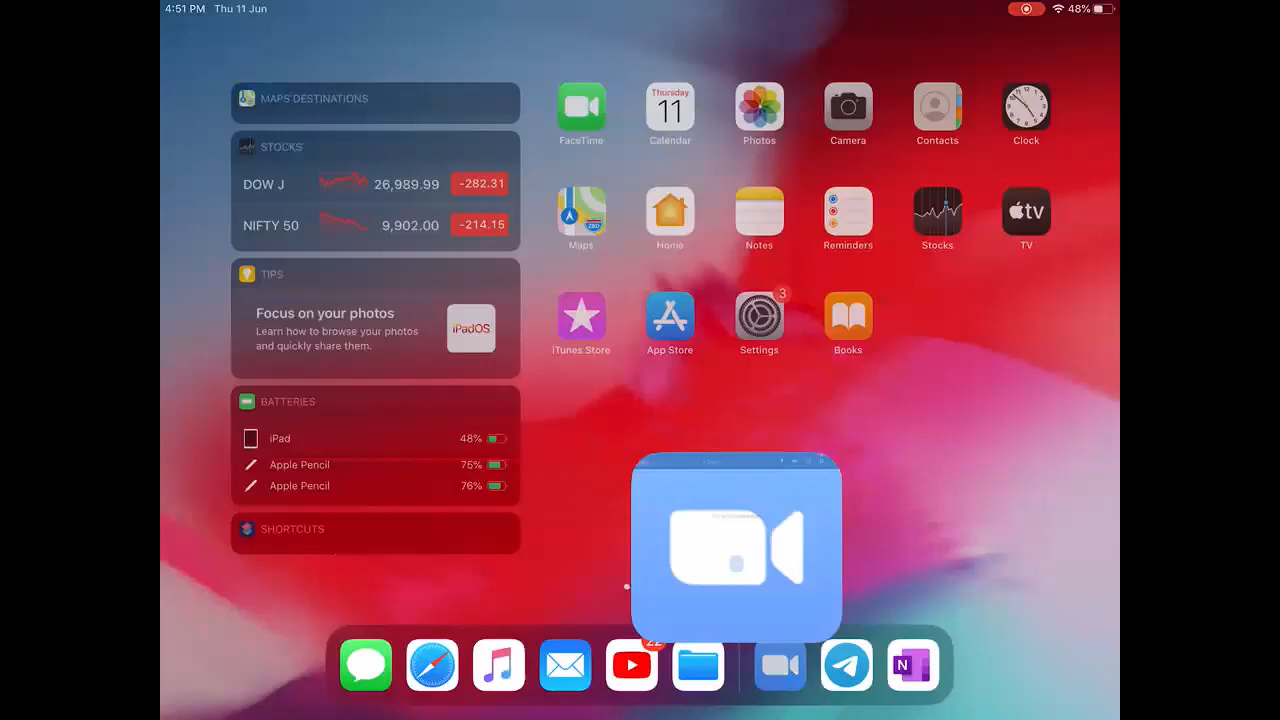 4:51 PM Thu 11 Jun
48%
MAPS DESTINATIONS
STOCKS
DOW J 26,989.99 -282.31
NIFTY 50 9,902.00 -214.15
TIPS
Focus on your photos
Learn how to browse your photos
and quickly share them.
iPadOS
BATTERIES
iPad 48%
Apple Pencil 75%
Apple Pencil 76%
SHORTCUTS
Thursday
11
FaceTime Calendar Photos Camera Contacts Clock
280
tv
Maps Home Notes Reminders Stocks TV
3
iTunes Store App Store Settings Books
22
N